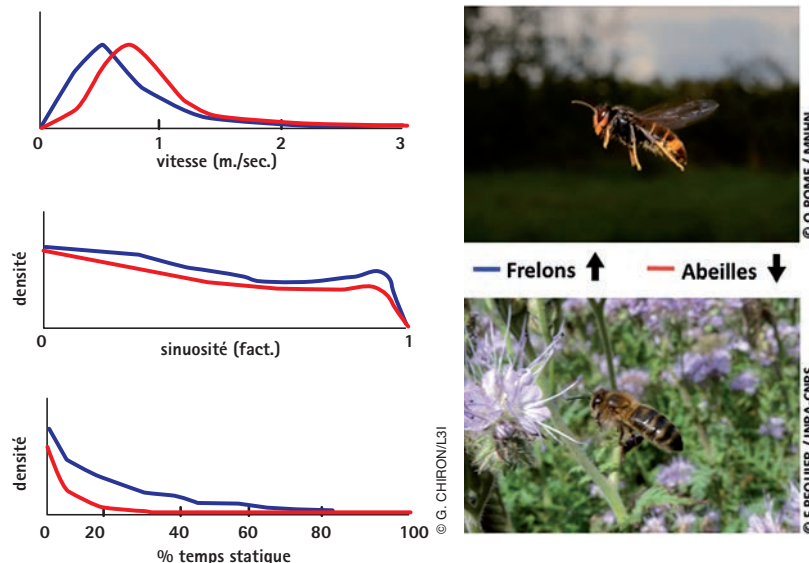 0 1 2 3
vitesse (m./sec.)
densité
0 1
sinuosité (fact.)
densité
0 20 40 60 80 100
% temps statique
© G. CHIRON/L3I
© Q. ROME / MNHN
Frelons Abeilles
© F. REQUIER / INRA-CNRS